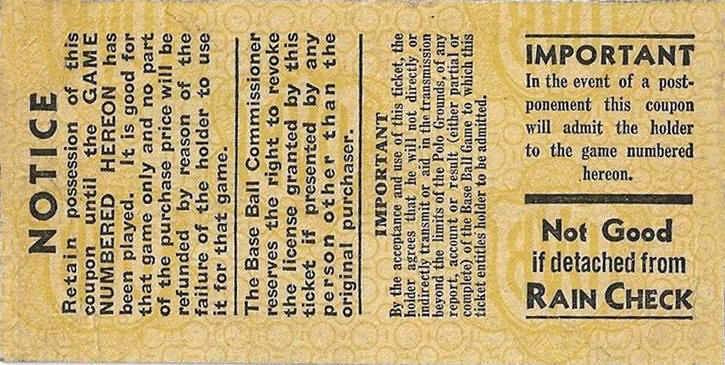 NOTICE
Retain possession of this
coupon until the GAME
NUMBERED HEREON has
been played. It is good for
that game only and no part
of the purchase price will be
refunded by reason of the
failure of the holder to use
it for that game.
The Base Ball Commissioner
reserves the right to revoke
the license granted by this
ticket if presented by any
person other than the
original purchaser.
IMPORTANT
By the acceptance and use of this ticket, the
holder agrees that he will not directly or
indirectly transmit or aid in the transmission
beyond the limits of the Polo Grounds, of any
report, account or result (either partial or
complete) of the Base Ball Game to which this
ticket entitles holder to be admitted.
IMPORTANT
In the event of a post-
ponement this coupon
will admit the holder
to the game numbered
hereon.
Not Good
if detached from
RAIN CHECK